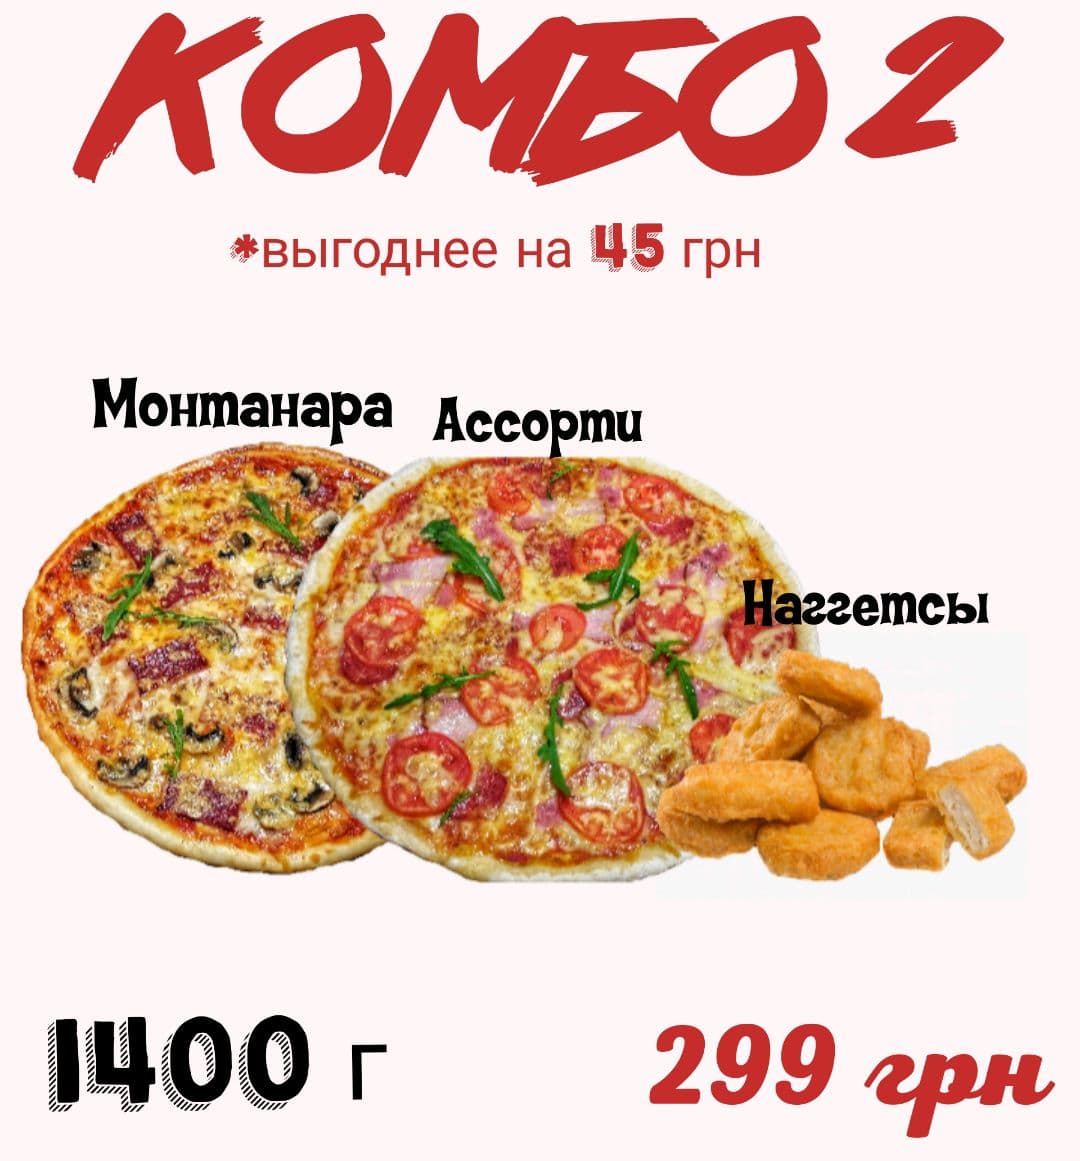 КОМБО 2
*выгоднее на 45 грн
Монтанара
Ассорти
Наггетсы
1400 г
299 грн